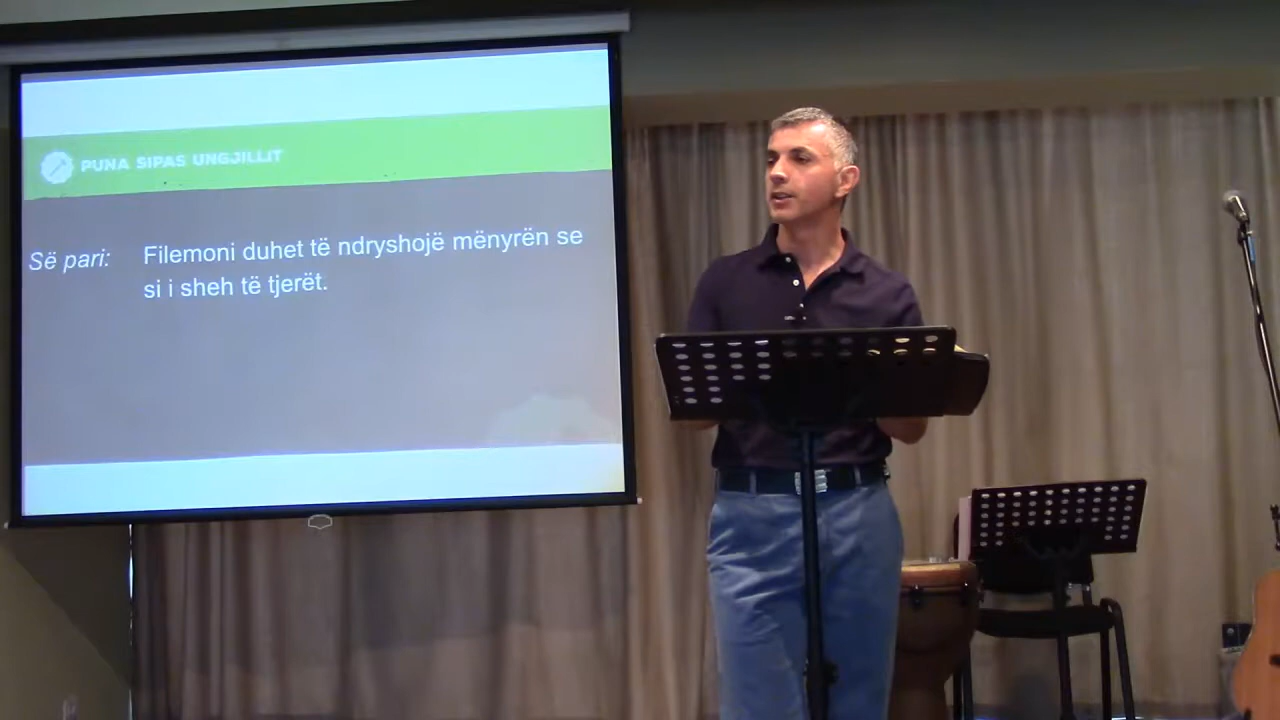 PUNA SIPAS UNGJILLIT
Së pari: Filemoni duhet të ndryshojë mënyrën se
si i sheh të tjerët.